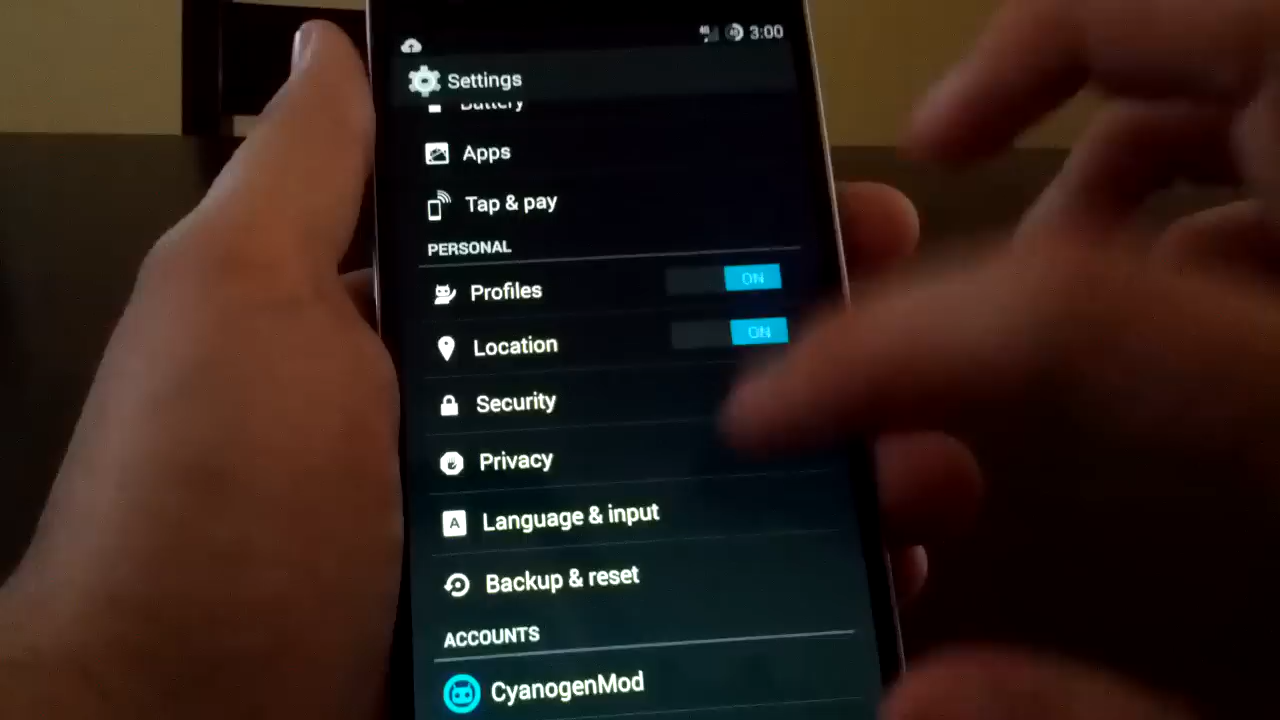 3:00
Settings
Battery
Apps
Tap & pay
PERSONAL
Profiles ON
Location ON
Security
Privacy
A Language & input
Backup & reset
ACCOUNTS
CyanogenMod